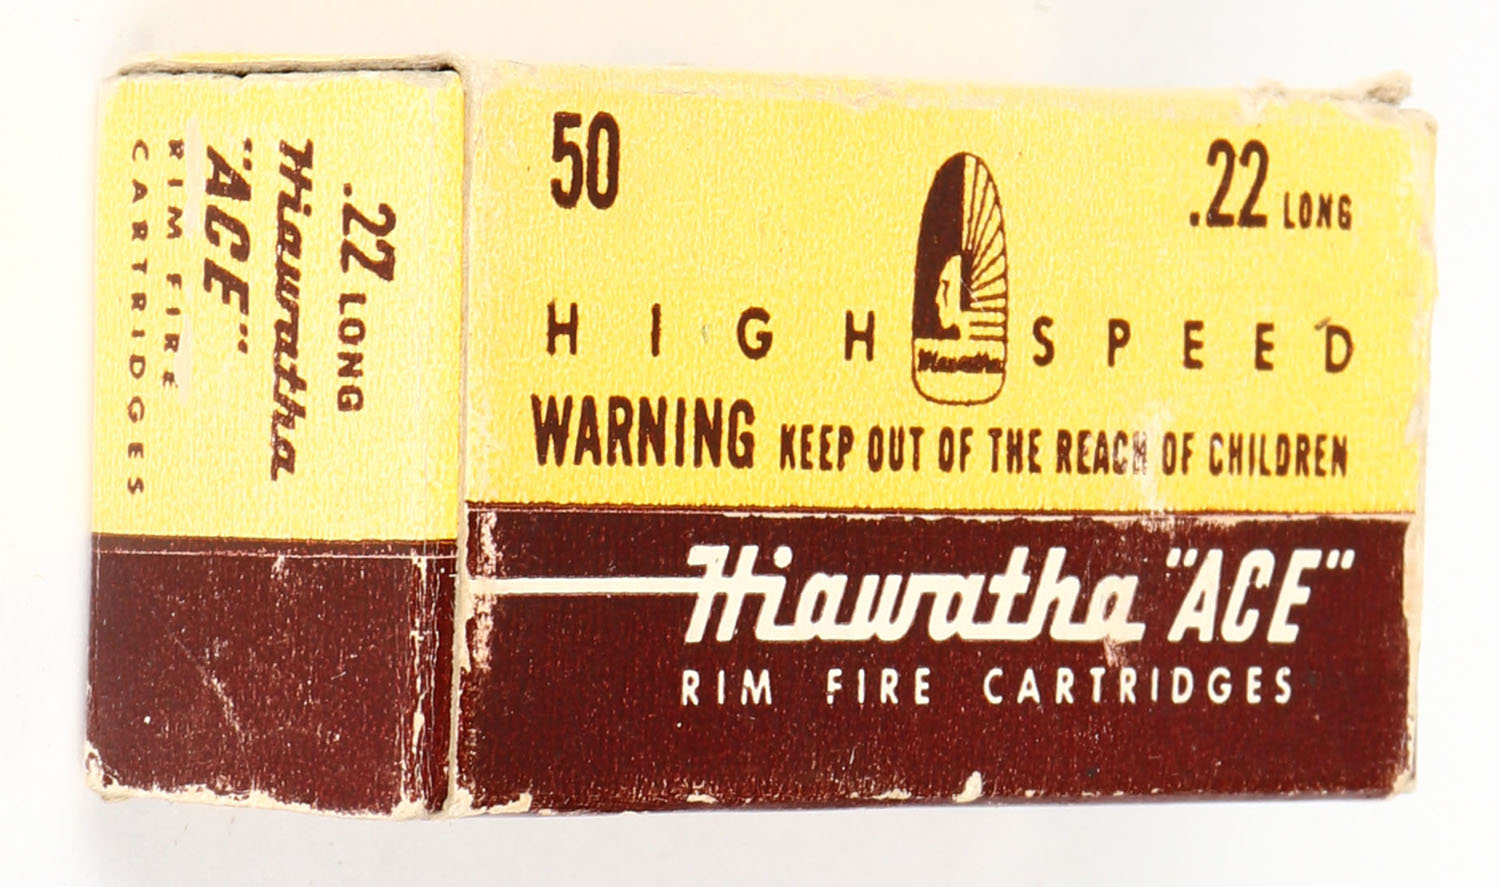 .22 LONG
Hiawatha
"ACE"
RIM FIRE
CARTRIDGES
50
.22 LONG
HIGH SPEED
Hiawatha
WARNING KEEP OUT OF THE REACH OF CHILDREN
Hiawatha "ACE"
RIM FIRE CARTRIDGES